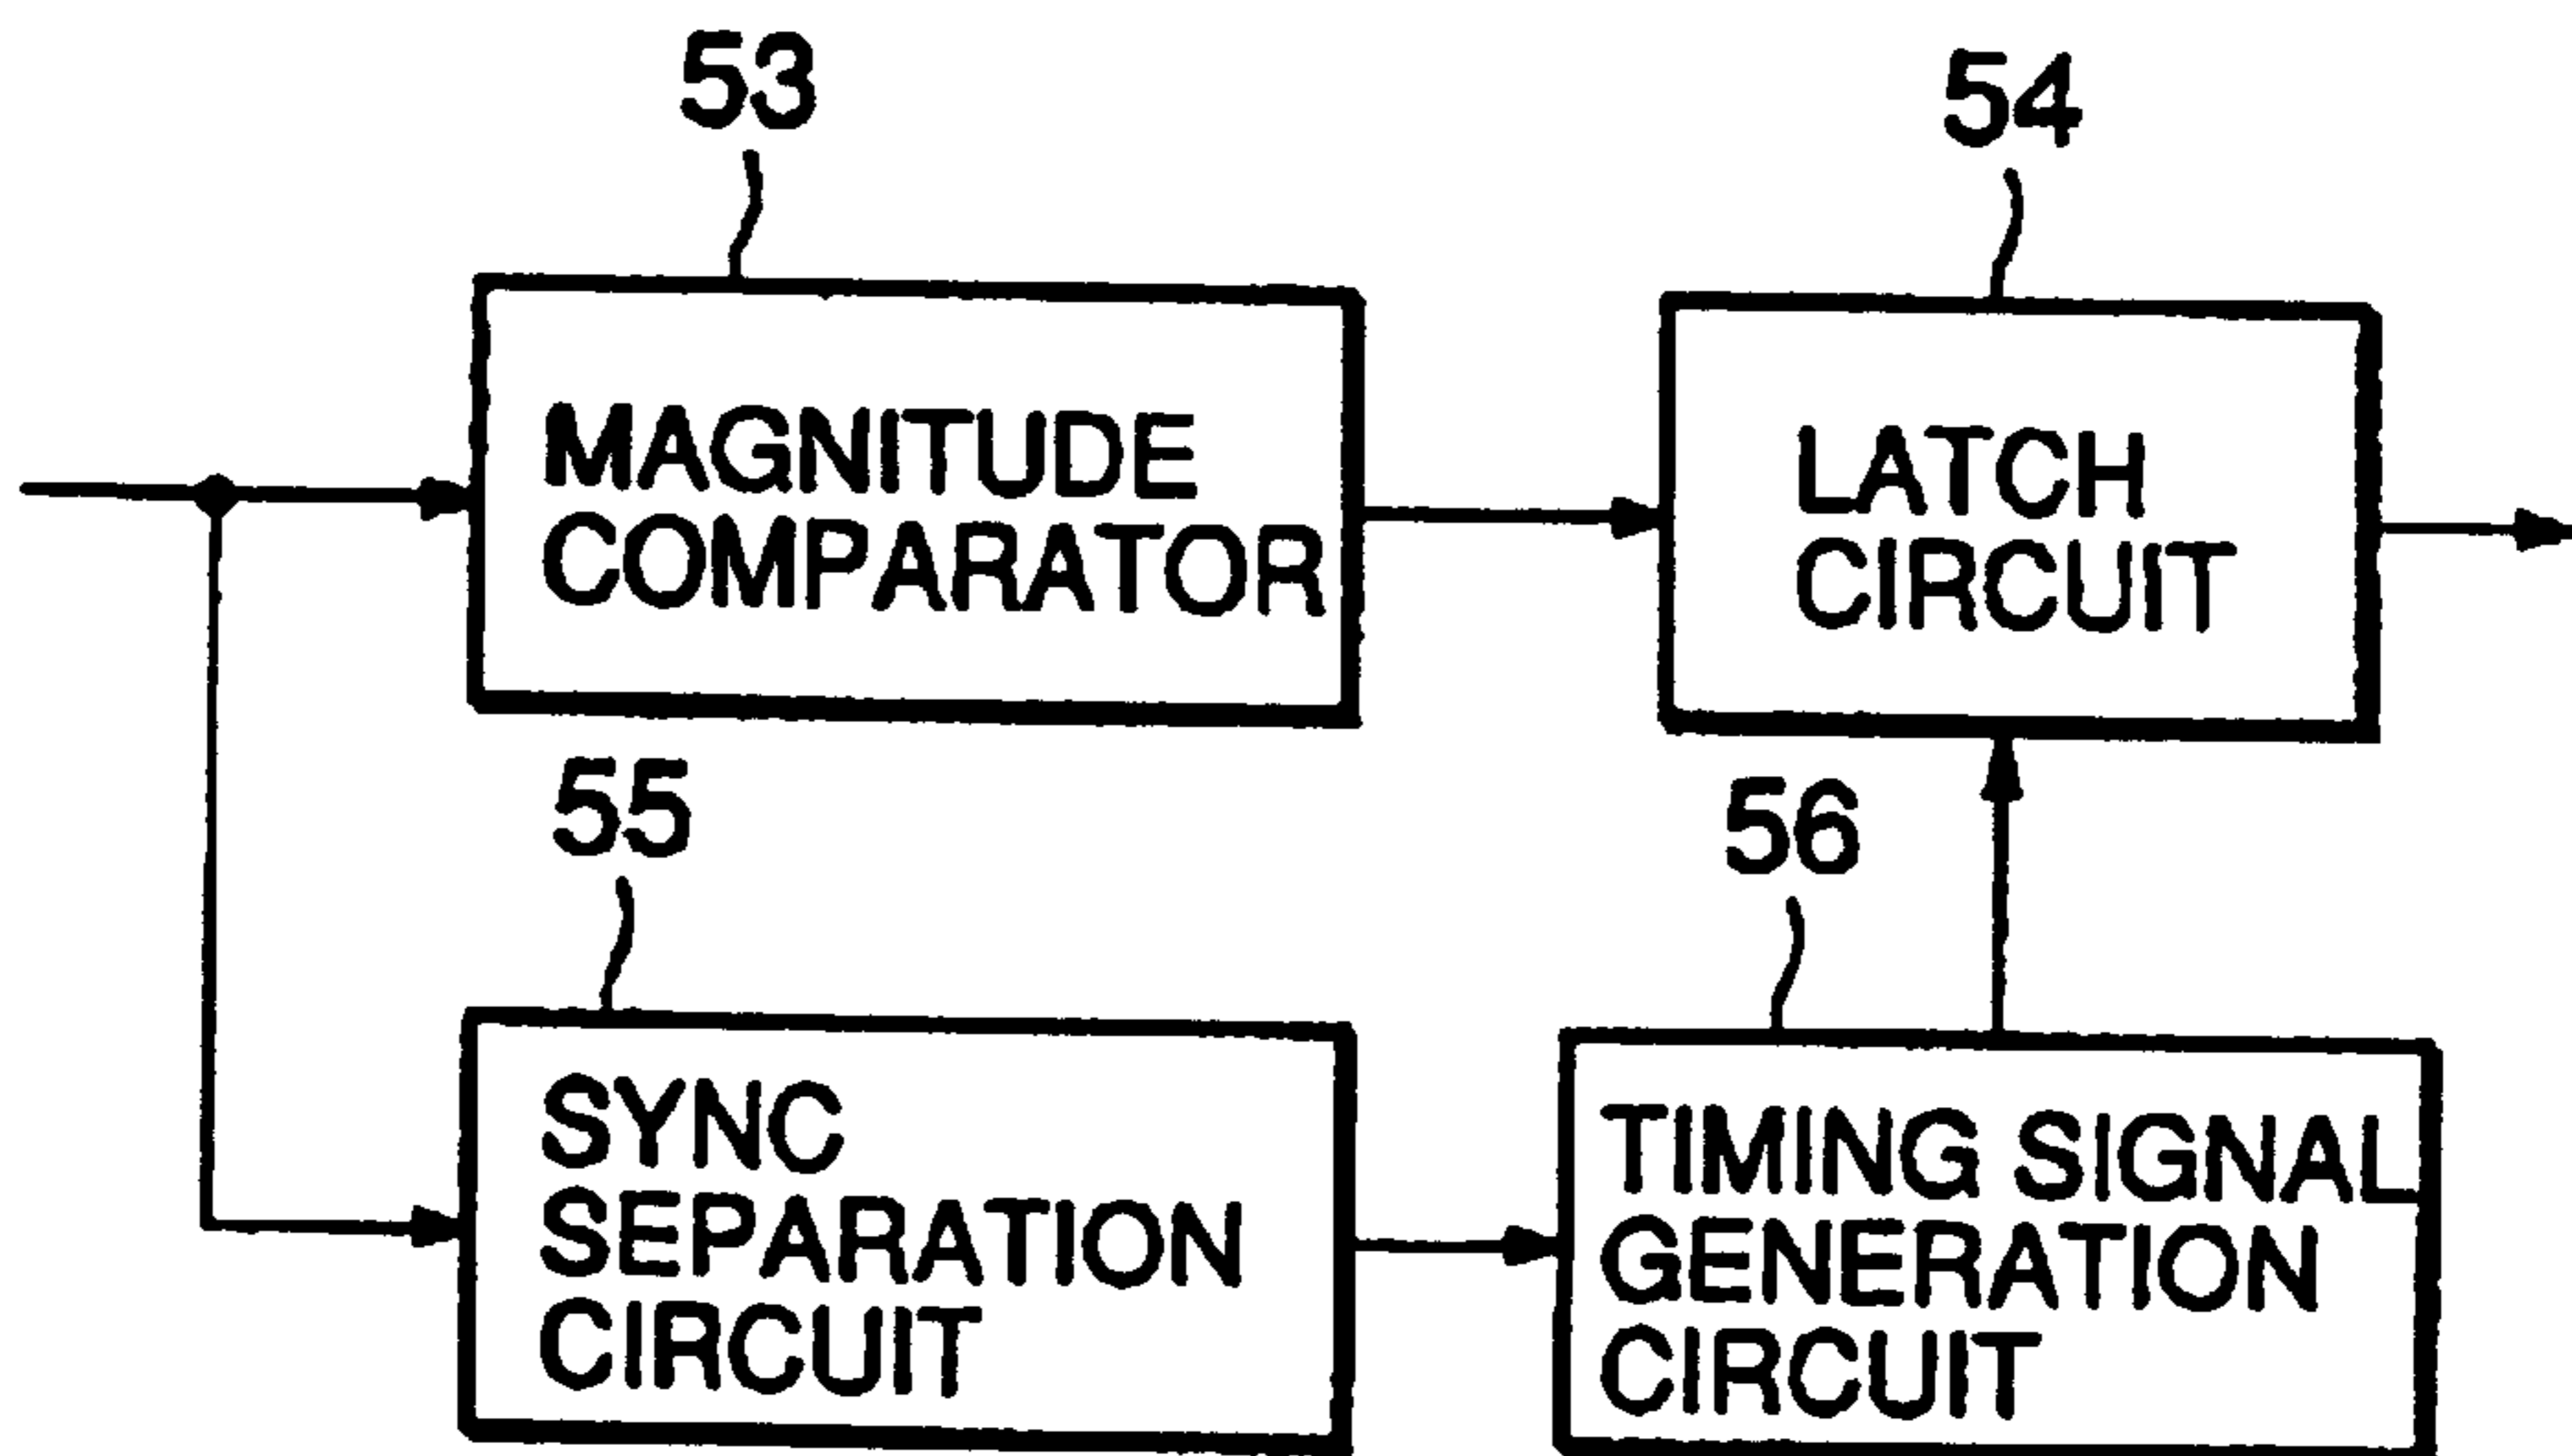 53
54
MAGNITUDE
COMPARATOR
LATCH
CIRCUIT
55
56
SYNC
SEPARATION
CIRCUIT
TIMING SIGNAL
GENERATION
CIRCUIT